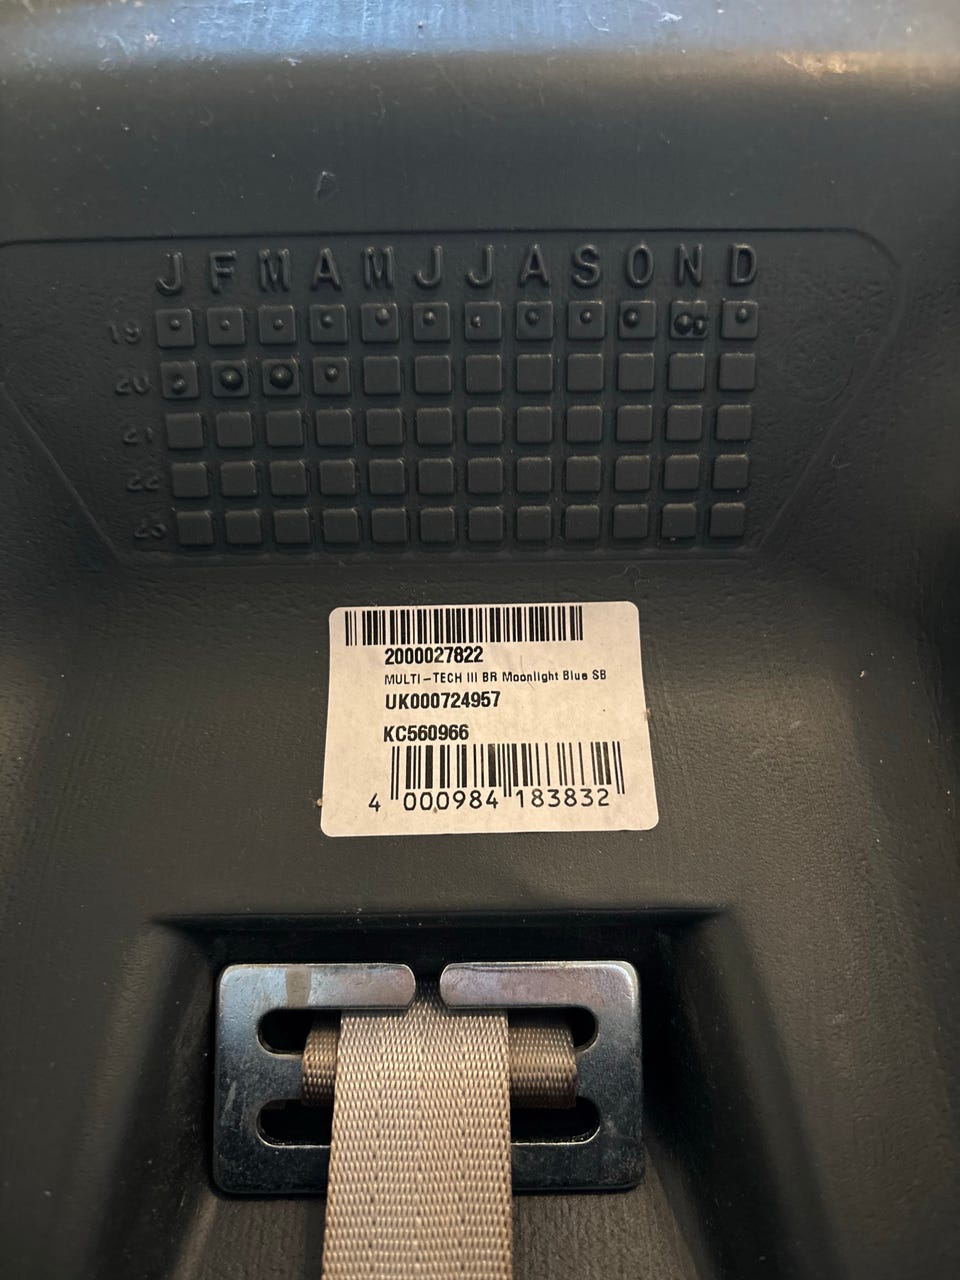 J F M A M J J A S O N D
19
20
21
22
23
2000027822
MULTI-TECH III BR Moonlight Blue SB
UK000724957
KC560966
4 000984 183832